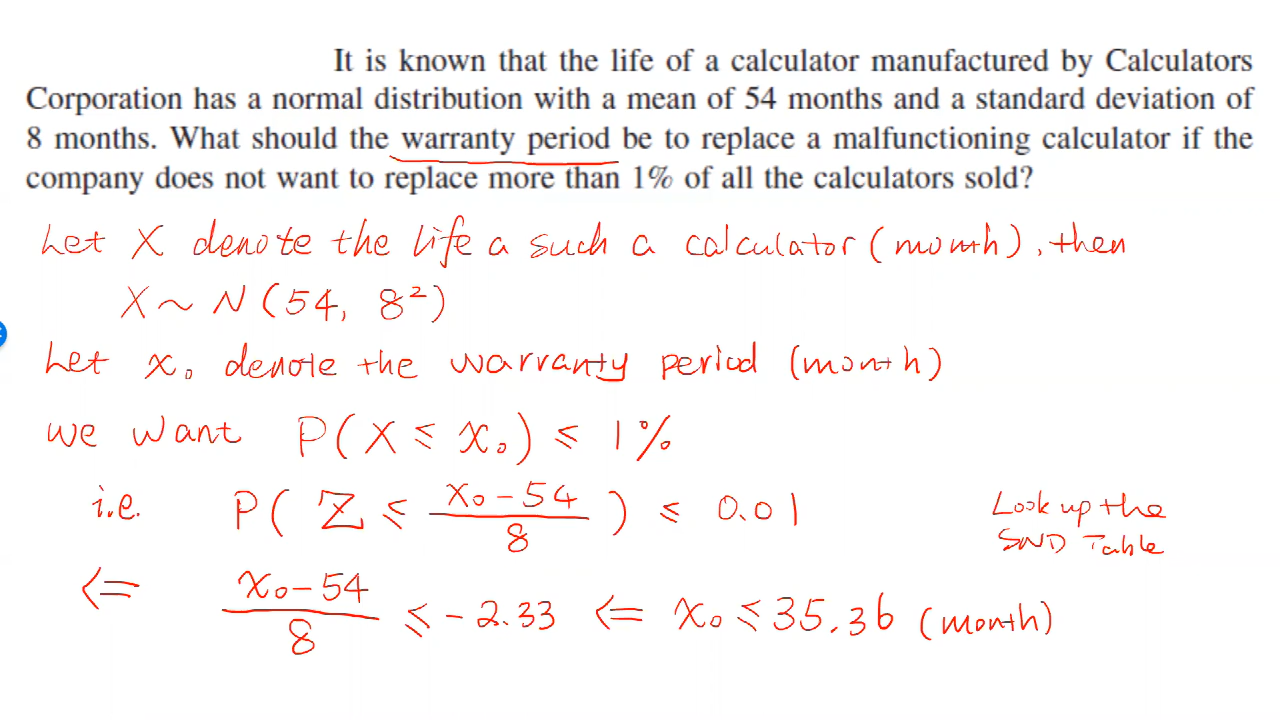 It is known that the life of a calculator manufactured by Calculators
Corporation has a normal distribution with a mean of 54 months and a standard deviation of
8 months. What should the warranty period be to replace a malfunctioning calculator if the
company does not want to replace more than 1% of all the calculators sold?
Let X denote the life a such a calculator (month), then
X ~ N (54, 8²)
Let x₀ denote the warranty period (month)
we want P(X ≤ x₀) ≤ 1%
i.e. P( Z ≤ (x₀ - 54)/8 ) ≤ 0.01
Look up the
SND Table
<= (x₀ - 54)/8 ≤ -2.33 <= x₀ ≤ 35.36 (month)